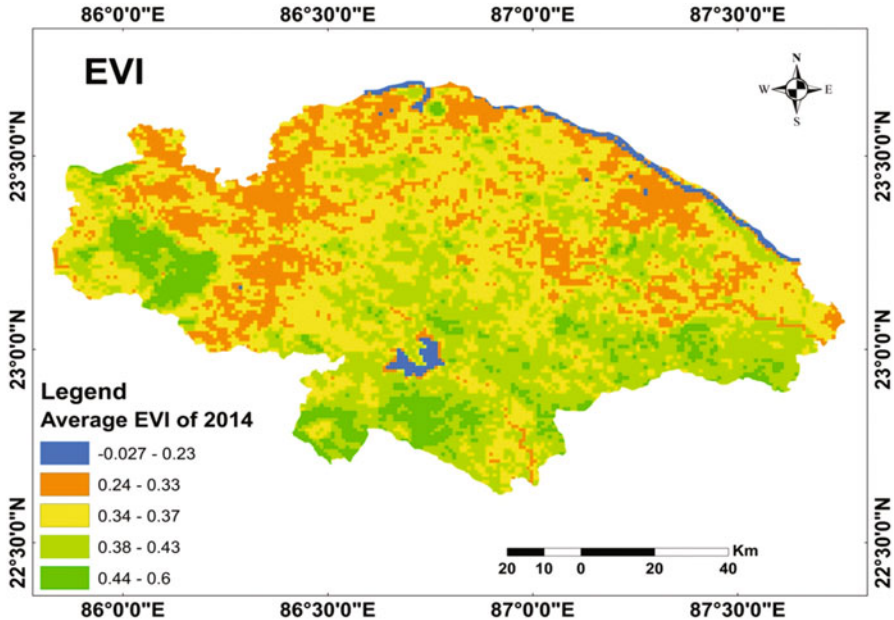 86°0'0"E 86°30'0"E 87°0'0"E 87°30'0"E
EVI
N
W E
S
23°30'0"N 23°30'0"N
23°0'0"N 23°0'0"N
Legend
Average EVI of 2014
-0.027 - 0.23
0.24 - 0.33
0.34 - 0.37
0.38 - 0.43
0.44 - 0.6
22°30'0"N 22°30'0"N
Km
20 10 0 20 40
86°0'0"E 86°30'0"E 87°0'0"E 87°30'0"E